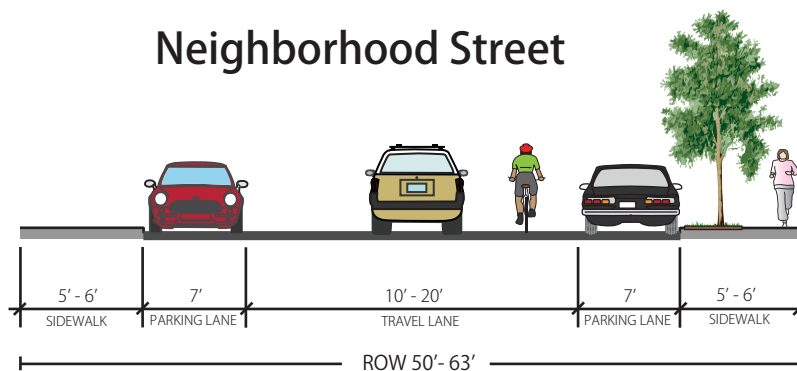 Neighborhood Street
5’ - 6’ 7’ 10’ - 20’ 7’ 5’ - 6’
SIDEWALK PARKING LANE TRAVEL LANE PARKING LANE SIDEWALK
ROW 50’- 63’